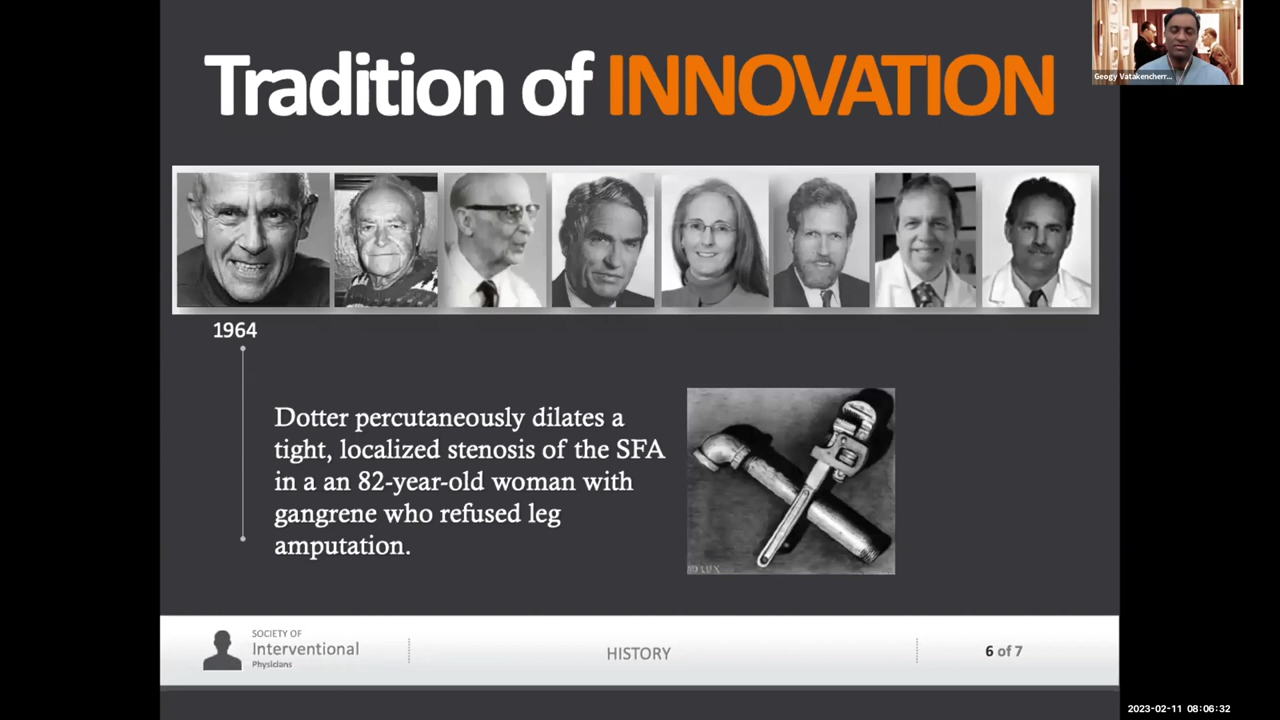 Tradition of INNOVATION
Geogy Vatakencherr...
1964
Dotter percutaneously dilates a
tight, localized stenosis of the SFA
in a an 82-year-old woman with
gangrene who refused leg
amputation.
SOCIETY OF
Interventional
Physicians
HISTORY
6 of 7
2023-02-11 08:06:32